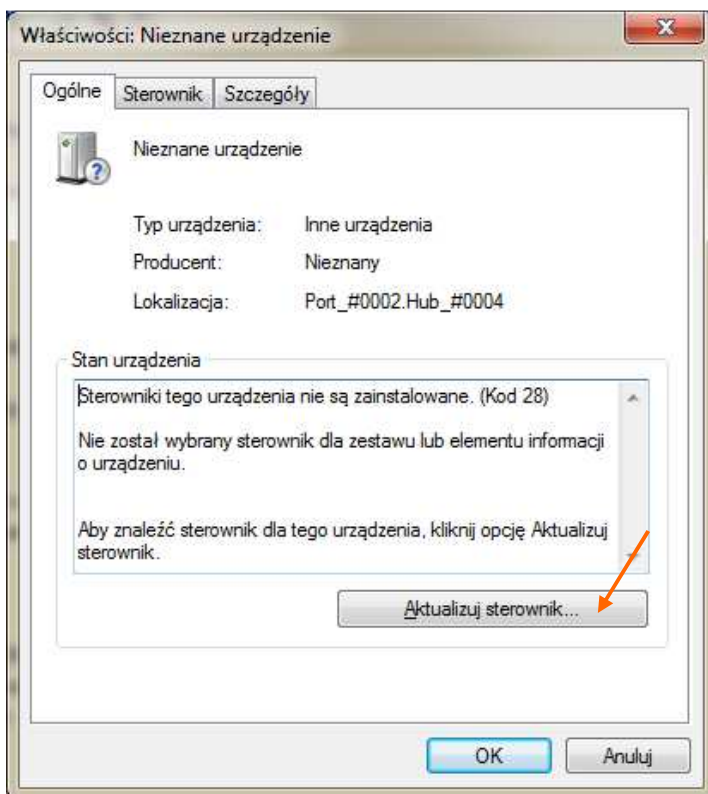 Właściwości: Nieznane urządzenie
Ogólne Sterownik Szczegóły
Nieznane urządzenie
Typ urządzenia: Inne urządzenia
Producent: Nieznany
Lokalizacja: Port_#0002.Hub_#0004
Stan urządzenia
Sterowniki tego urządzenia nie są zainstalowane. (Kod 28)
Nie został wybrany sterownik dla zestawu lub elementu informacji
o urządzeniu.
Aby znaleźć sterownik dla tego urządzenia, kliknij opcję Aktualizuj
sterownik.
Aktualizuj sterownik...
OK Anuluj